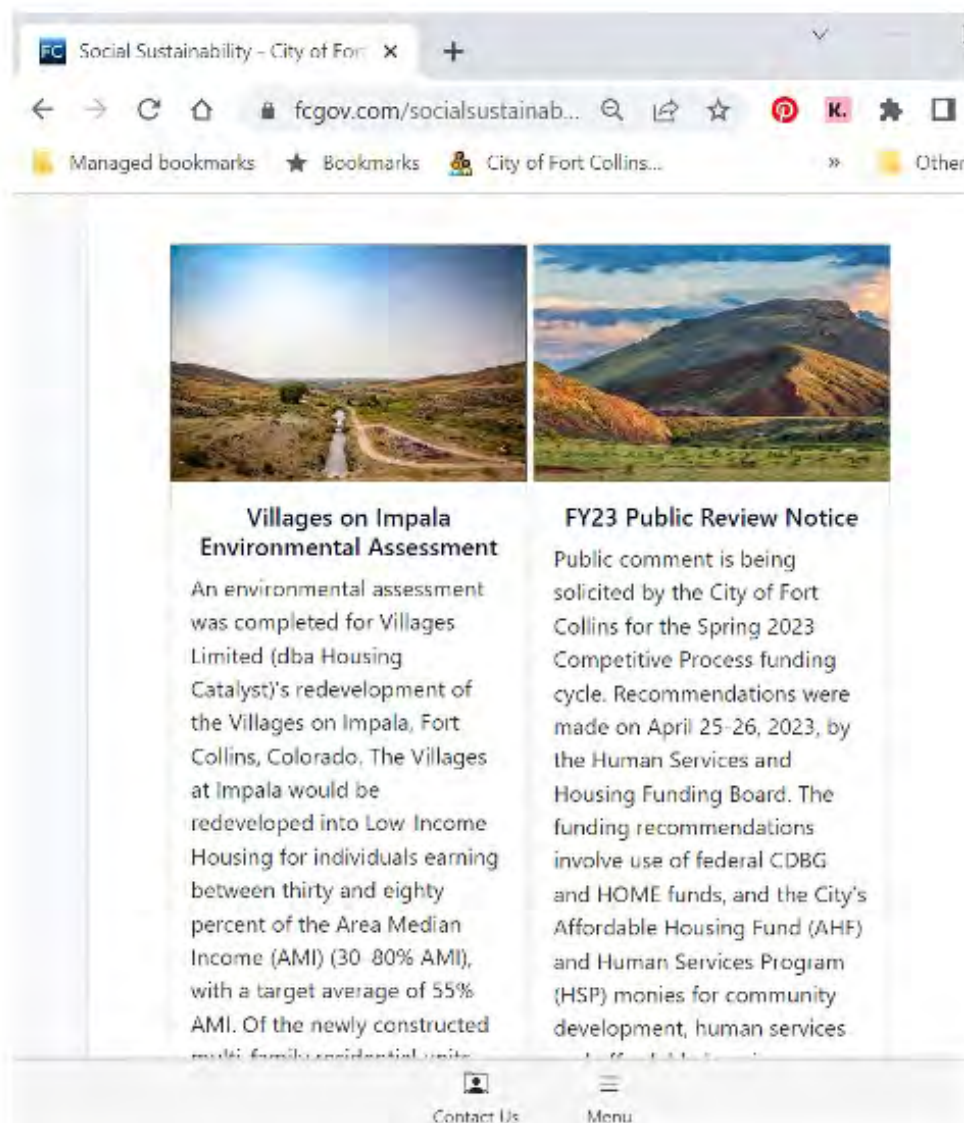 FC Social Sustainability - City of For
fcgov.com/socialsustainab...
K.
Managed bookmarks
Bookmarks
City of Fort Collins...
»
Other
Villages on Impala
Environmental Assessment
An environmental assessment
was completed for Villages
Limited (dba Housing
Catalyst)'s redevelopment of
the Villages on Impala, Fort
Collins, Colorado. The Villages
at Impala would be
redeveloped into Low-Income
Housing for individuals earning
between thirty and eighty
percent of the Area Median
Income (AMI) (30-80% AMI),
with a target average of 55%
AMI. Of the newly constructed
multi-family residential units
FY23 Public Review Notice
Public comment is being
solicited by the City of Fort
Collins for the Spring 2023
Competitive Process funding
cycle. Recommendations were
made on April 25-26, 2023, by
the Human Services and
Housing Funding Board. The
funding recommendations
involve use of federal CDBG
and HOME funds, and the City's
Affordable Housing Fund (AHF)
and Human Services Program
(HSP) monies for community
development, human services
Contact Us
Menu